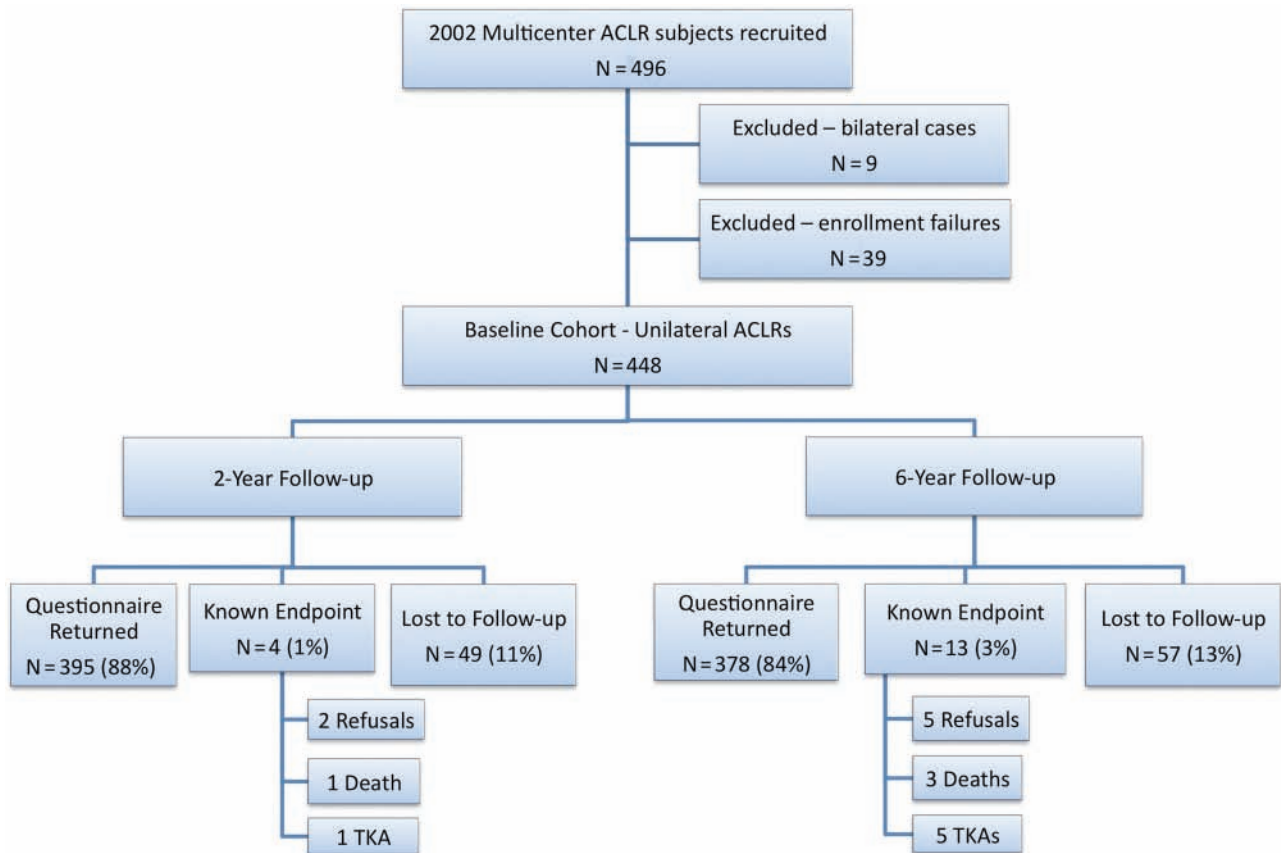 2002 Multicenter ACLR subjects recruited
N = 496
Excluded – bilateral cases
N = 9
Excluded – enrollment failures
N = 39
Baseline Cohort - Unilateral ACLRs
N = 448
2-Year Follow-up
6-Year Follow-up
Questionnaire
Returned
N = 395 (88%)
Known Endpoint
N = 4 (1%)
Lost to Follow-up
N = 49 (11%)
2 Refusals
1 Death
1 TKA
Questionnaire
Returned
N = 378 (84%)
Known Endpoint
N = 13 (3%)
Lost to Follow-up
N = 57 (13%)
5 Refusals
3 Deaths
5 TKAs